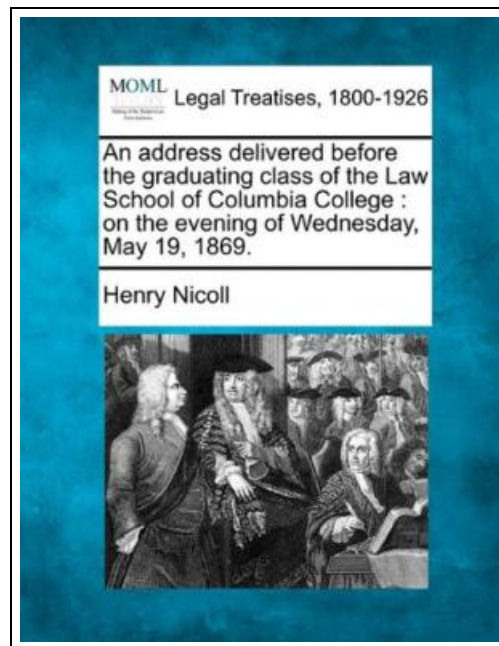 MOML
Legal Treatises, 1800-1926
An address delivered before
the graduating class of the Law
School of Columbia College :
on the evening of Wednesday,
May 19, 1869.
Henry Nicoll